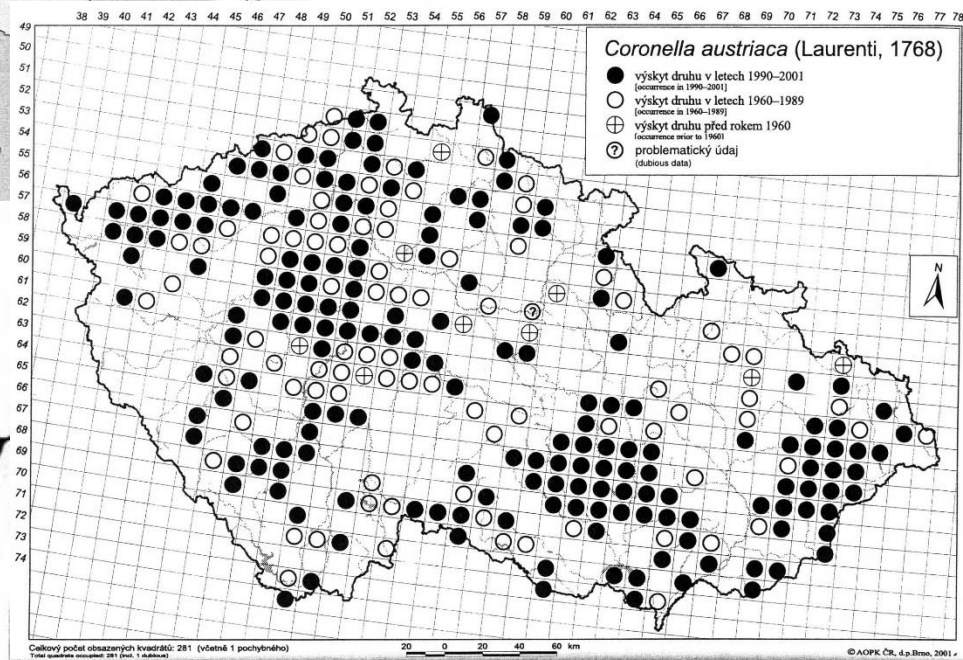 38 39 40 41 42 43 44 45 46 47 48 49 50 51 52 53 54 55 56 57 58 59 60 61 62 63 64 65 66 67 68 69 70 71 72 73 74 75 76 77 78
49
50
51
52
53
54
55
56
57
58
59
60
61
62
63
64
65
66
67
68
69
70
71
72
73
74
Coronella austriaca (Laurenti, 1768)
výskyt druhu v letech 1990–2001
[occurrence in 1990–2001]
výskyt druhu v letech 1960–1989
[occurrence in 1960–1989]
výskyt druhu před rokem 1960
[occurrence prior to 1960]
? problematický údaj
(dubious data)
N
Celkový počet obsazených kvadrátů: 281 (včetně 1 pochybného)
Total quadrats occupied: 281 (incl. 1 dubious)
20 0 20 40 60 km
© AOPK ČR, d.p.Brno, 2001